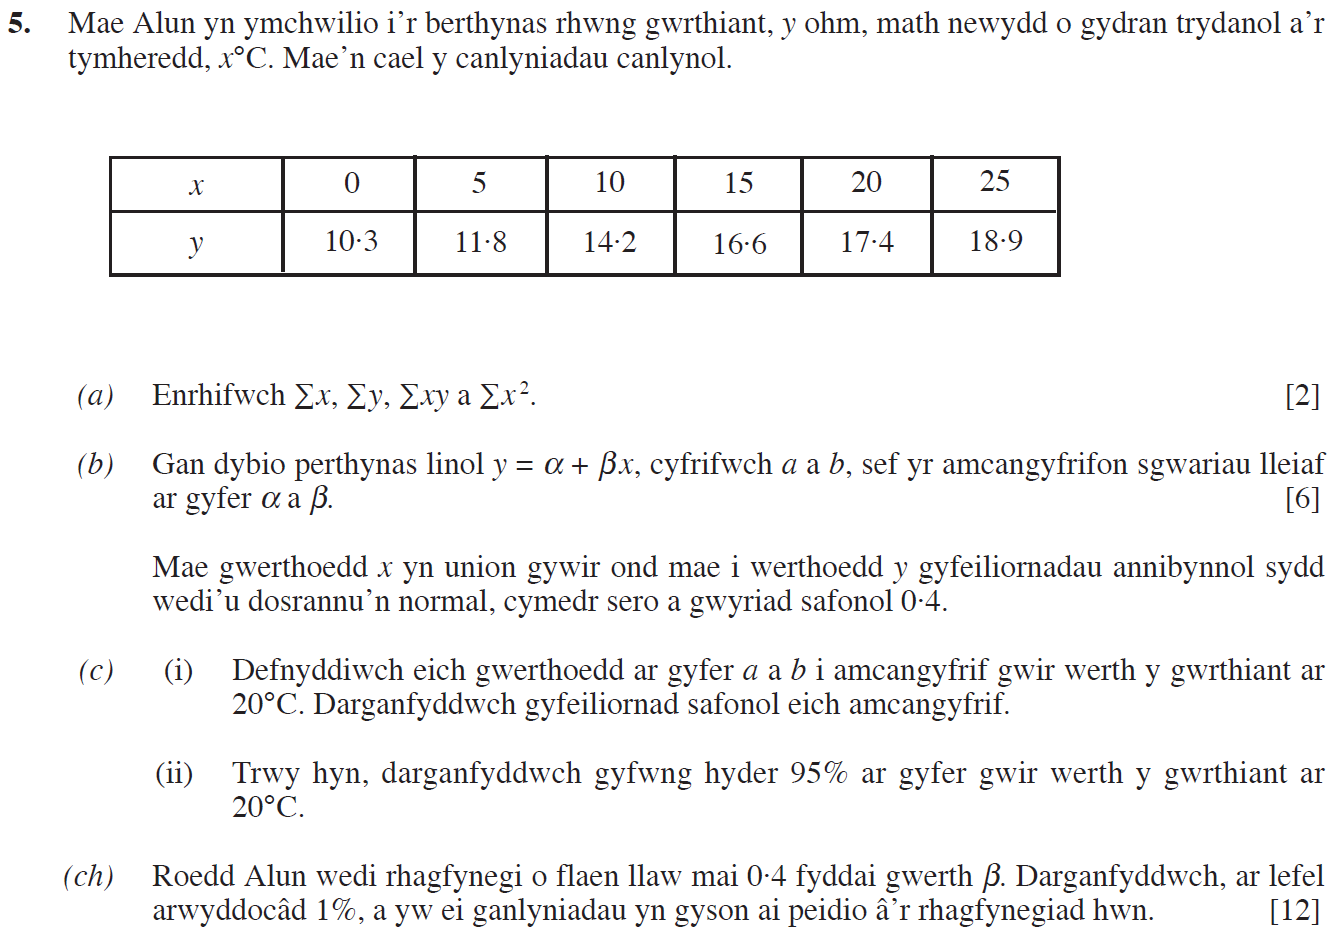 5. Mae Alun yn ymchwilio i’r berthynas rhwng gwrthiant, y ohm, math newydd o gydran trydanol a’r
tymheredd, x°C. Mae’n cael y canlyniadau canlynol.
x 0 5 10 15 20 25
y 10·3 11·8 14·2 16·6 17·4 18·9
(a) Enrhifwch ∑x, ∑y, ∑xy a ∑x². [2]
(b) Gan dybio perthynas linol y = α + βx, cyfrifwch a a b, sef yr amcangyfrifon sgwariau lleiaf
ar gyfer α a β. [6]
Mae gwerthoedd x yn union gywir ond mae i werthoedd y gyfeiliornadau annibynnol sydd
wedi’u dosrannu’n normal, cymedr sero a gwyriad safonol 0·4.
(c) (i) Defnyddiwch eich gwerthoedd ar gyfer a a b i amcangyfrif gwir werth y gwrthiant ar
20°C. Darganfyddwch gyfeiliornad safonol eich amcangyfrif.
(ii) Trwy hyn, darganfyddwch gyfwng hyder 95% ar gyfer gwir werth y gwrthiant ar
20°C.
(ch) Roedd Alun wedi rhagfynegi o flaen llaw mai 0·4 fyddai gwerth β. Darganfyddwch, ar lefel
arwyddocâd 1%, a yw ei ganlyniadau yn gyson ai peidio â’r rhagfynegiad hwn. [12]